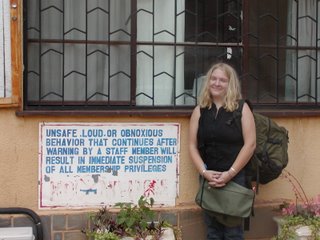 UNSAFE, LOUD, OR OBNOXIOUS
BEHAVIOR THAT CONTINUES AFTER
WARNING BY A STAFF MEMBER WILL
RESULT IN IMMEDIATE SUSPENSION
OF ALL MEMBERSHIP PRIVILEGES